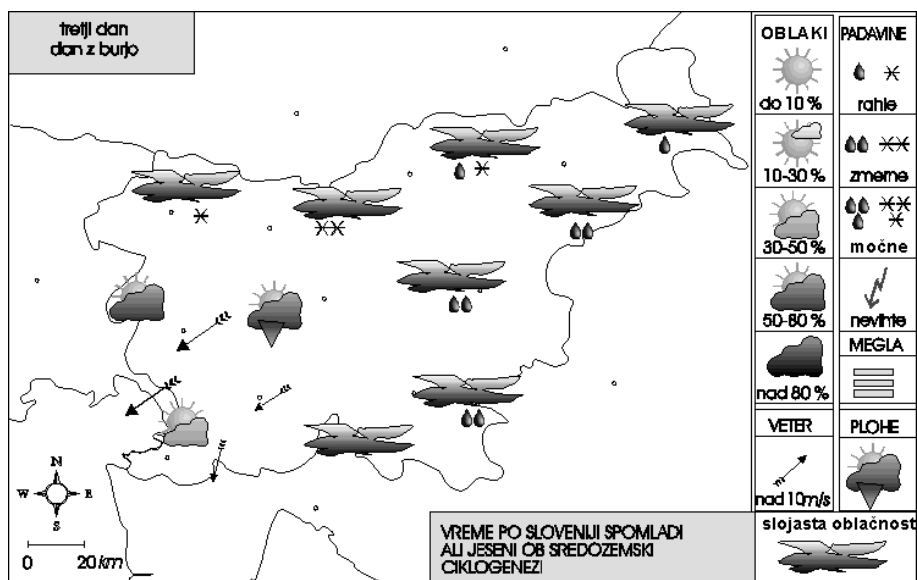 tretji dan
dan z burjo
OBLAKI
do 10 %
10-30 %
30-50 %
50-80 %
nad 80 %
VETER
nad 10m/s
PADAVINE
rahle
zmerne
močne
nevihte
MEGLA
PLOHE
slojasta oblačnost
N
W
E
S
0 20 km
VREME PO SLOVENIJI SPOMLADI
ALI JESENI OB SREDOZEMSKI
CIKLOGENEZI